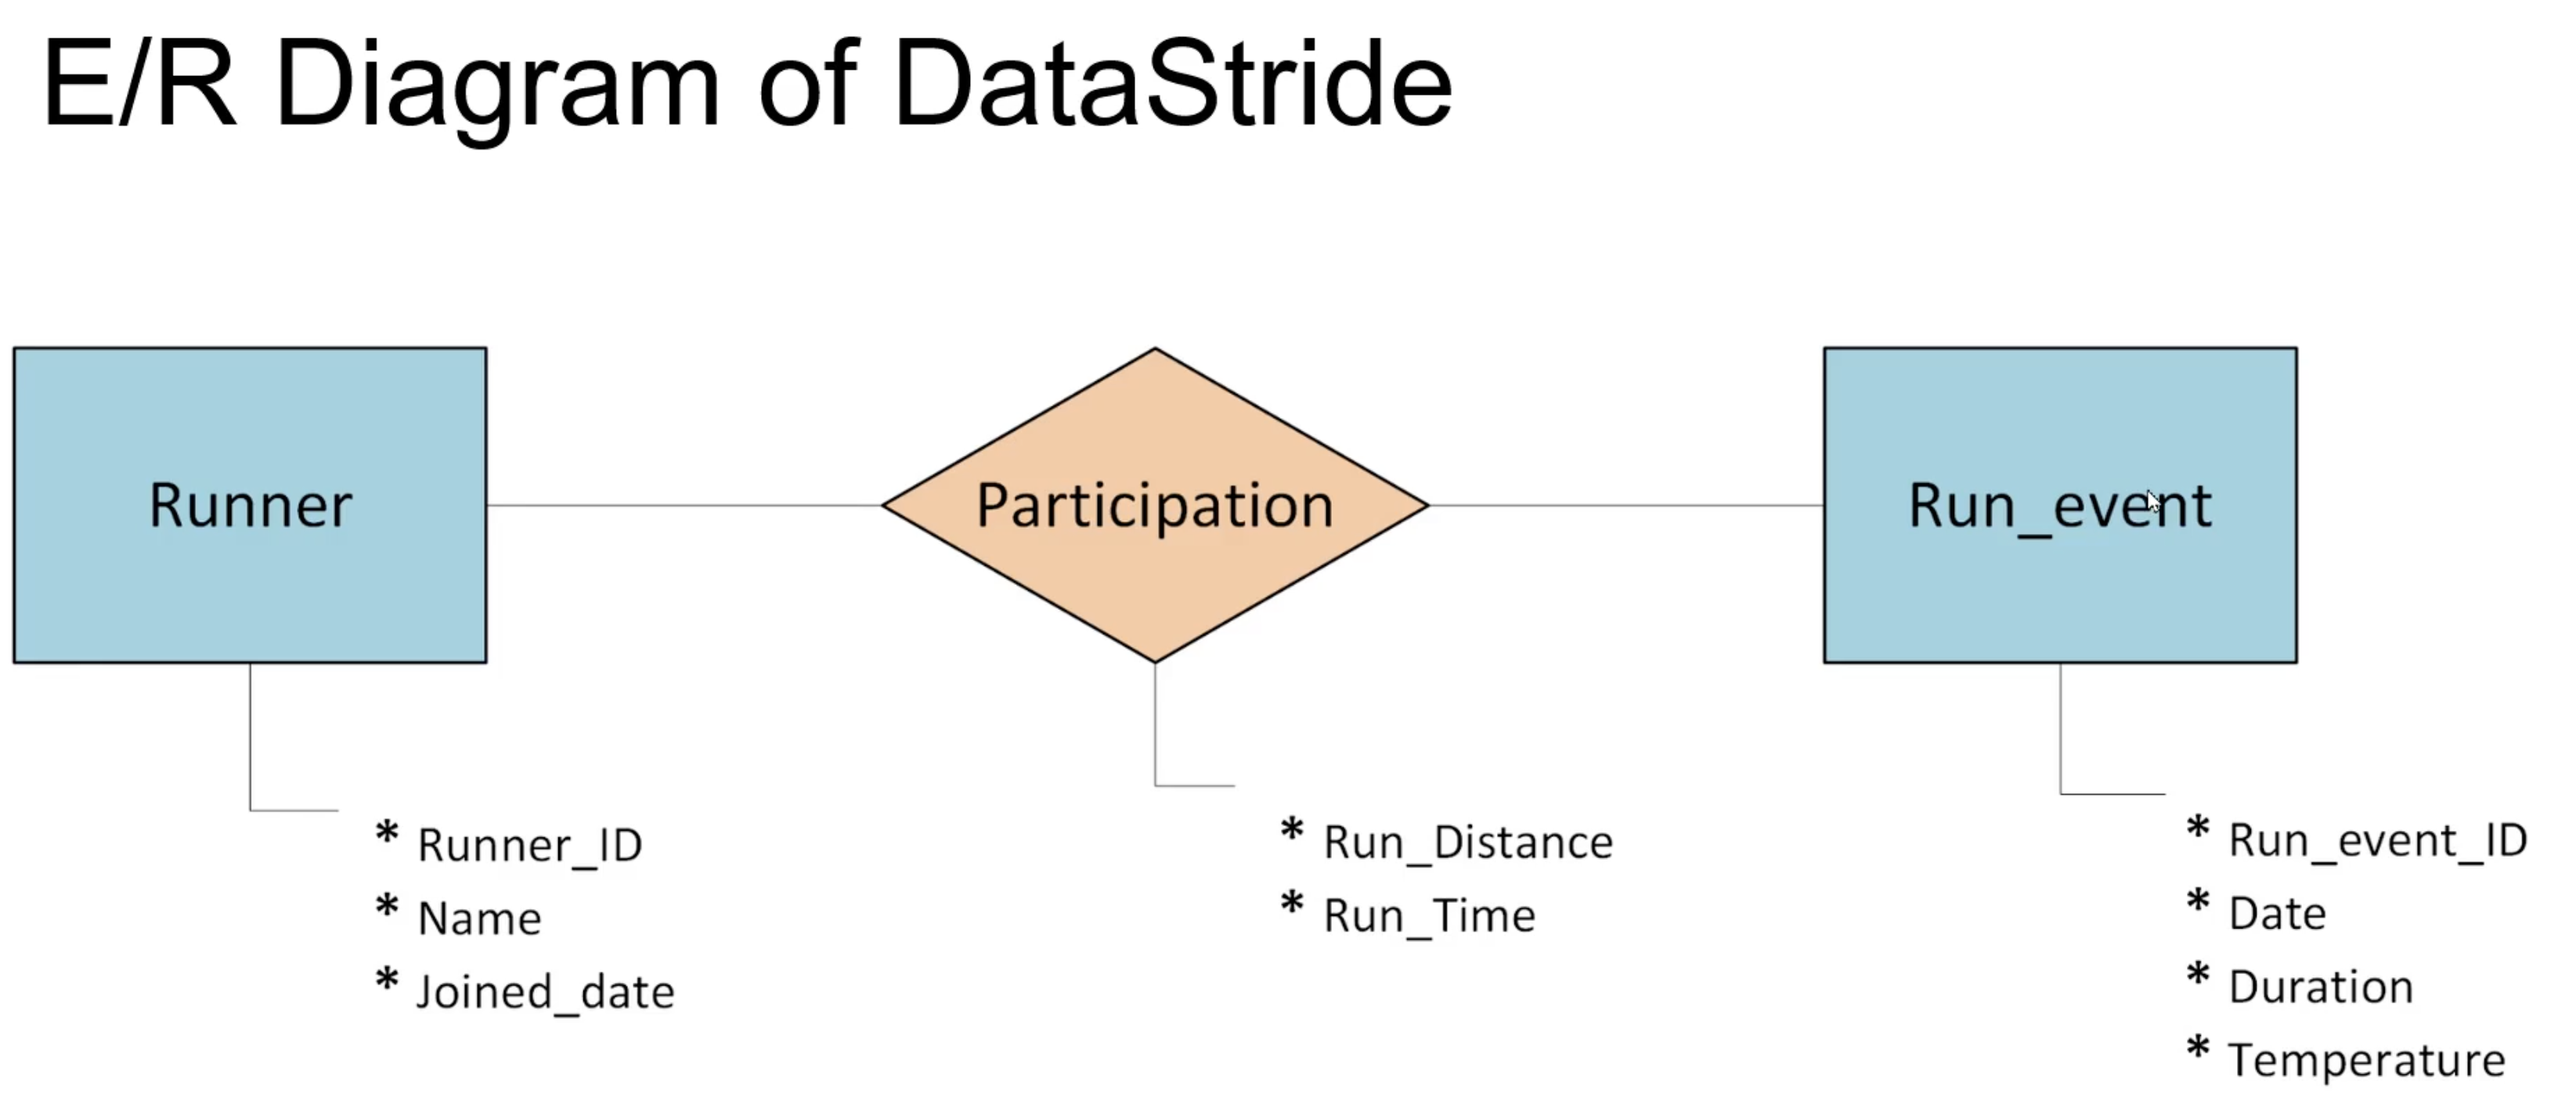 E/R Diagram of DataStride
Runner
Participation
Run_event
* Runner_ID
* Name
* Joined_date
* Run_Distance
* Run_Time
* Run_event_ID
* Date
* Duration
* Temperature